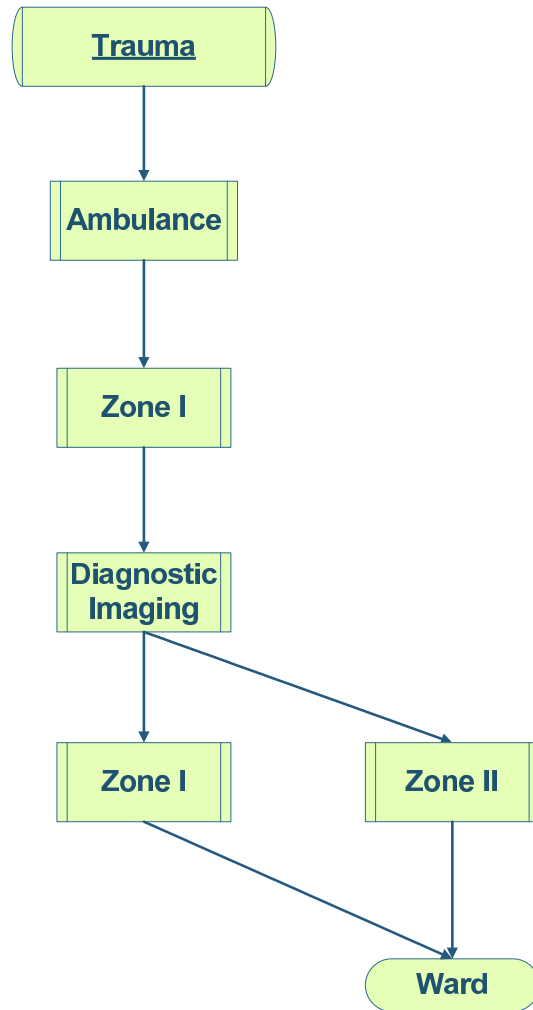 Trauma
Ambulance
Zone I
Diagnostic
Imaging
Zone I
Zone II
Ward